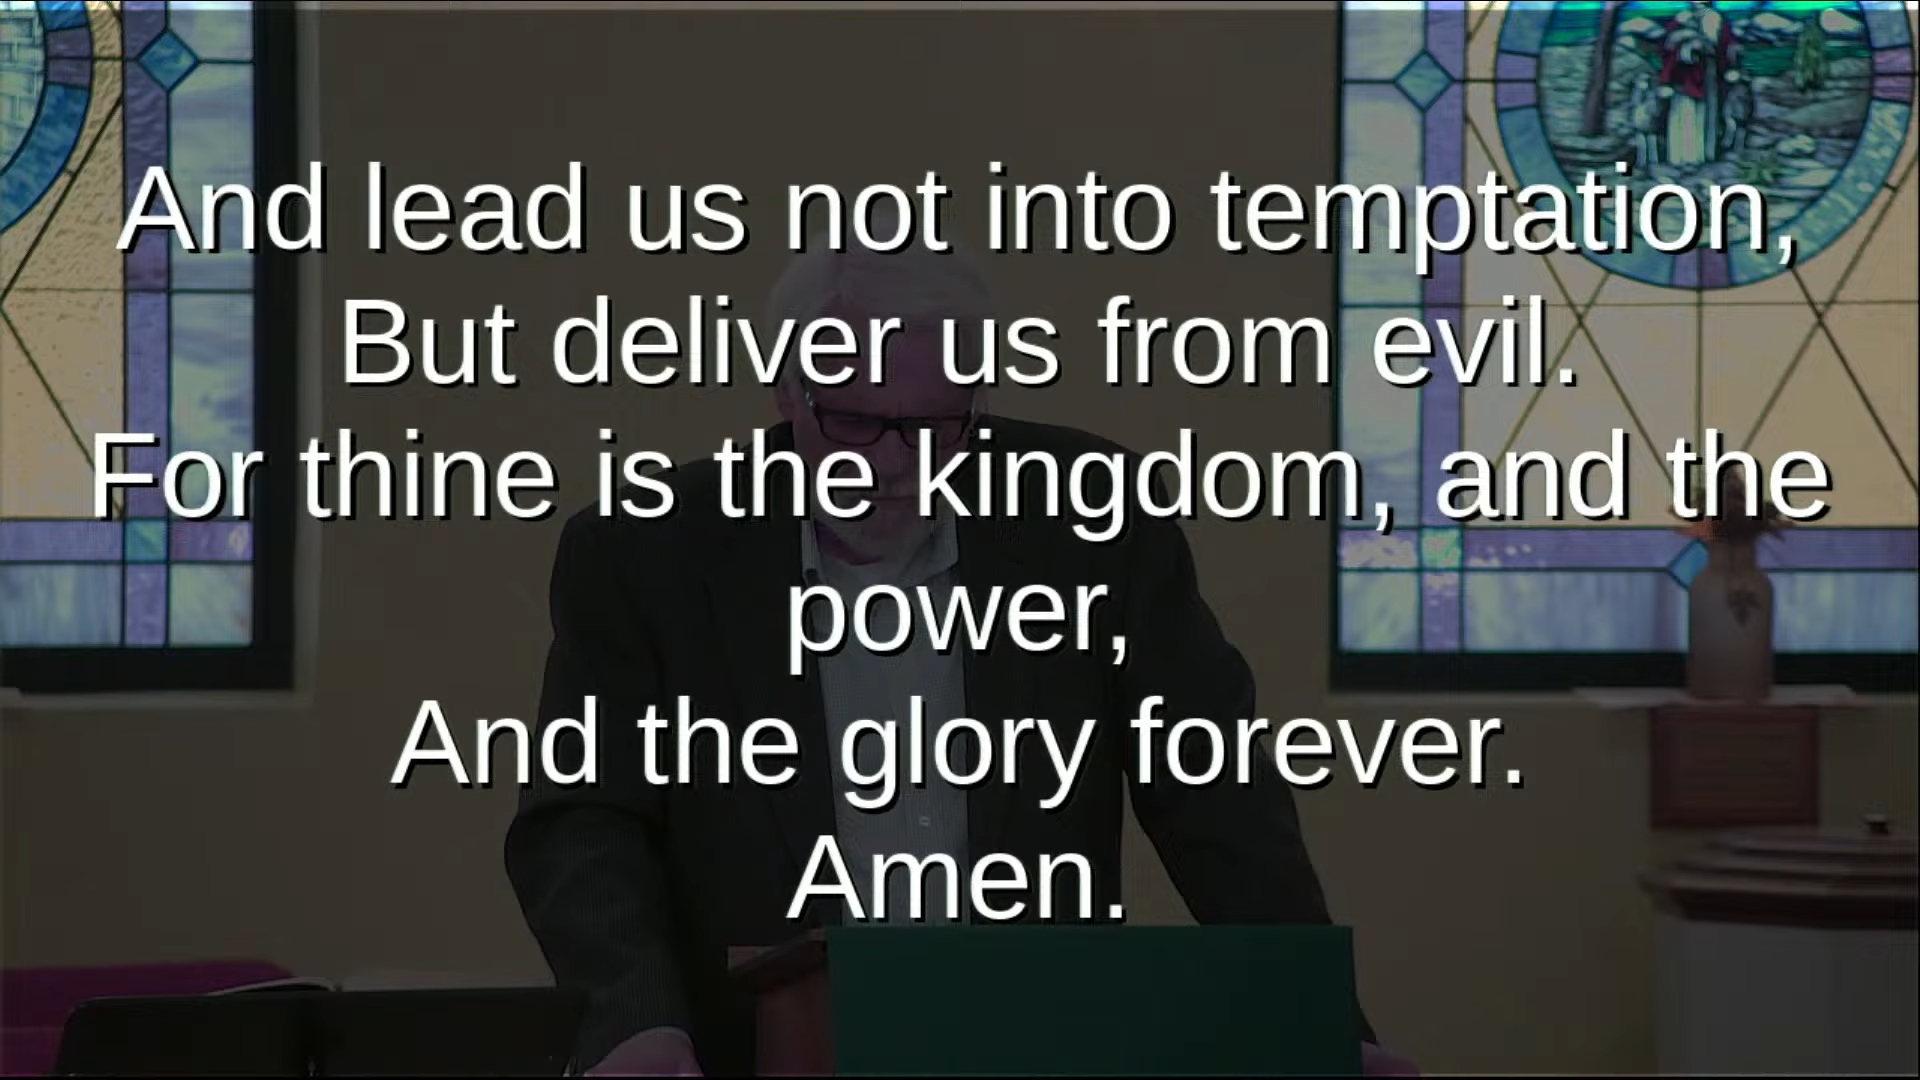 And lead us not into temptation,
But deliver us from evil.
For thine is the kingdom, and the
power,
And the glory forever.
Amen.